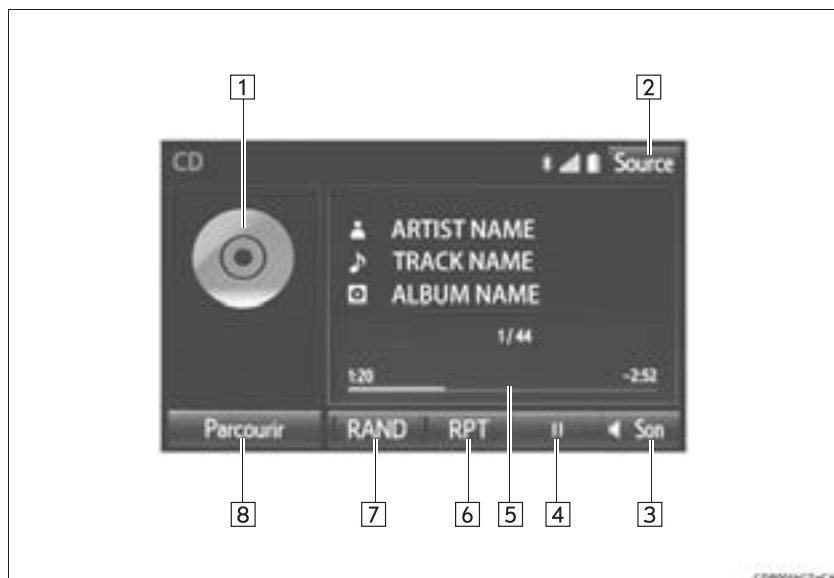 1 2
CD Source
ARTIST NAME
TRACK NAME
ALBUM NAME
1/44
1:20 -2:52
Parcourir RAND RPT II Son
8 7 6 5 4 3